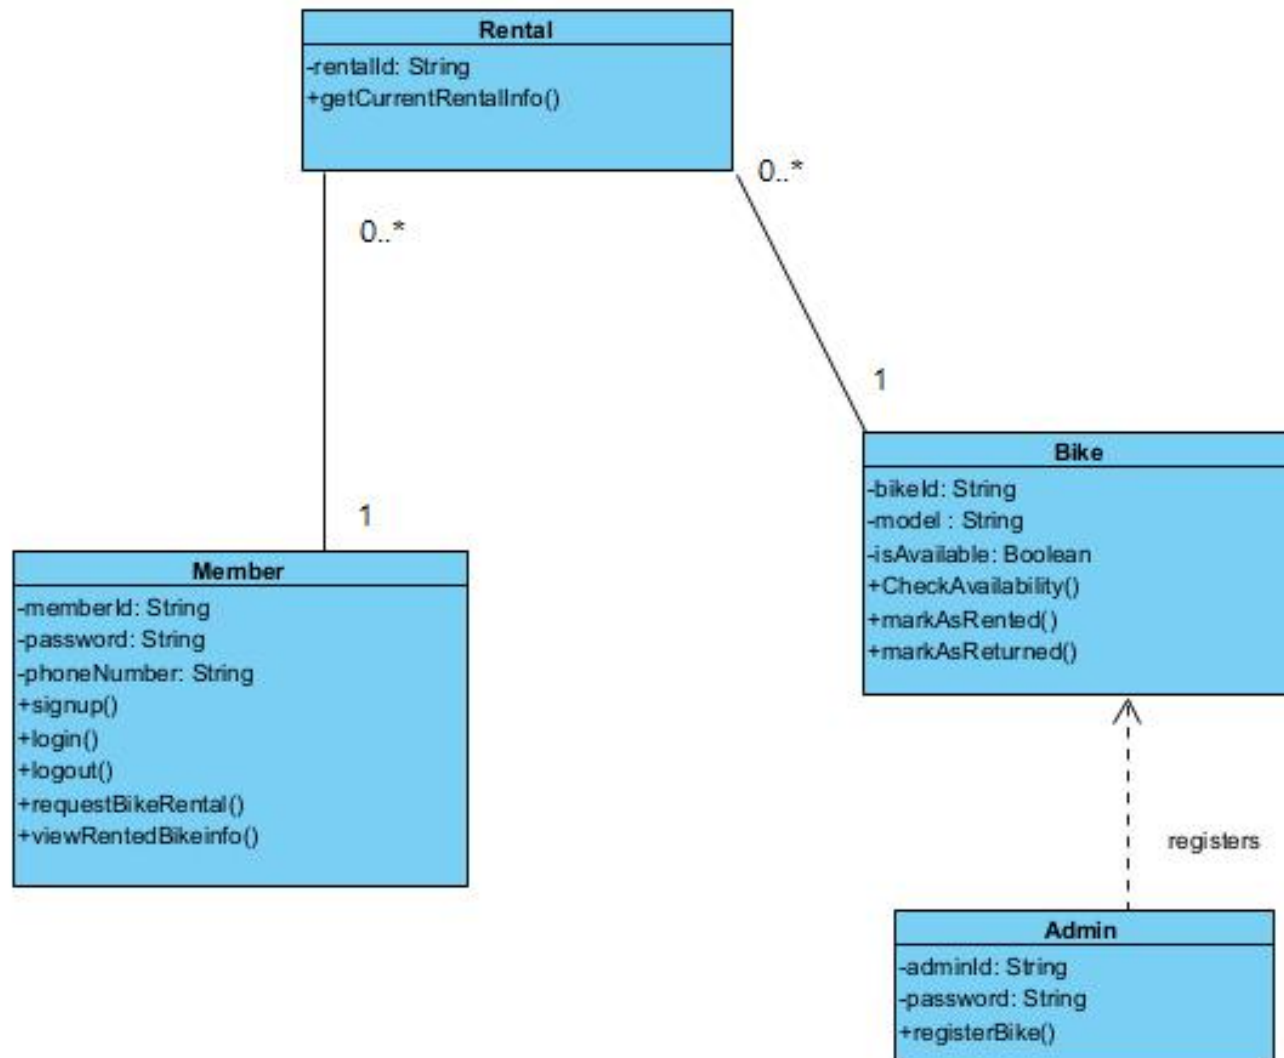 Rental
-rentalId: String
+getCurrentRentalInfo()
0..*
0..*
1
1
Bike
-bikeId: String
-model : String
-isAvailable: Boolean
+CheckAvailability()
+markAsRented()
+markAsReturned()
Member
-memberId: String
-password: String
-phoneNumber: String
+signup()
+login()
+logout()
+requestBikeRental()
+viewRentedBikeinfo()
registers
Admin
-adminId: String
-password: String
+registerBike()